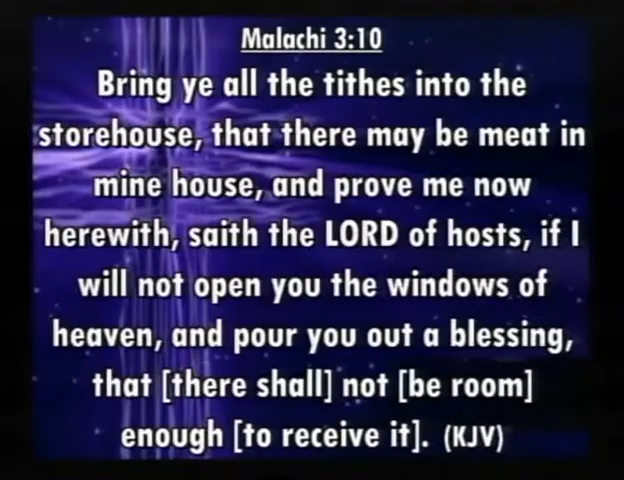 Malachi 3:10
Bring ye all the tithes into the
storehouse, that there may be meat in
mine house, and prove me now
herewith, saith the LORD of hosts, if I
will not open you the windows of
heaven, and pour you out a blessing,
that [there shall] not [be room]
enough [to receive it]. (KJV)